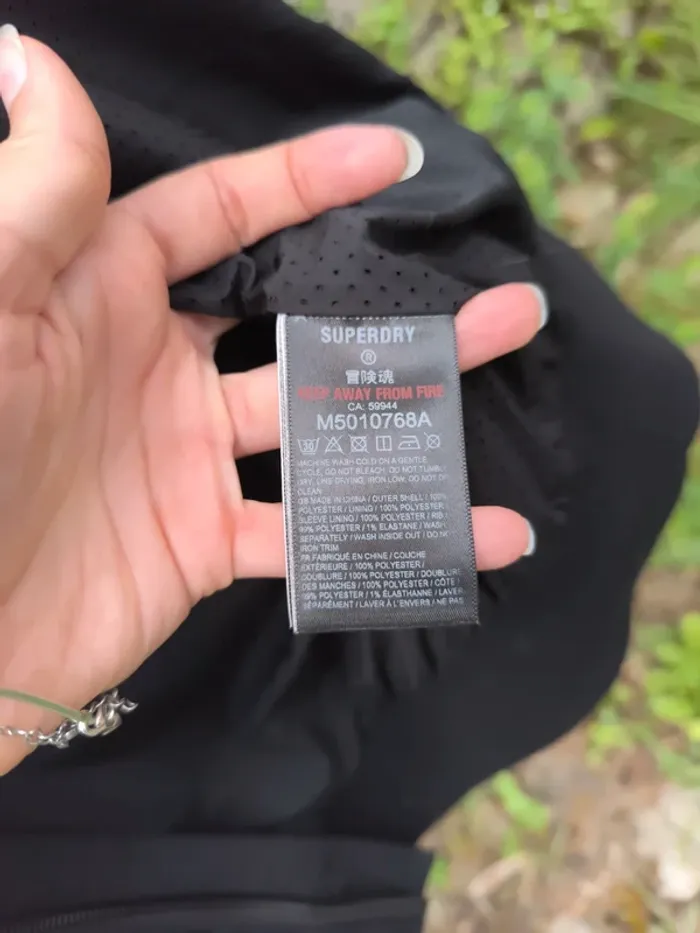 SUPERDRY
®
冒険魂
KEEP AWAY FROM FIRE
CA: 59944
M5010768A
30
MACHINE WASH COLD ON A GENTLE
CYCLE, DO NOT BLEACH, DO NOT TUMBLE
DRY, LINE DRYING, IRON LOW, DO NOT DRY
CLEAN
GB MADE IN CHINA / OUTER SHELL / 100%
POLYESTER / LINING / 100% POLYESTER /
SLEEVE LINING / 100% POLYESTER / RIB /
99% POLYESTER / 1% ELASTANE / WASH
SEPARATELY / WASH INSIDE OUT / DO NOT
IRON TRIM
FR FABRIQUÉ EN CHINE / COUCHE
EXTÉRIEURE / 100% POLYESTER /
DOUBLURE / 100% POLYESTER / DOUBLURE
DES MANCHES / 100% POLYESTER / CÔTE /
99% POLYESTER / 1% ÉLASTHANNE / LAVER
SÉPARÉMENT / LAVER À L'ENVERS / NE PAS